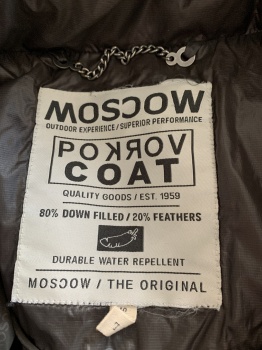 MOSCOW
OUTDOOR EXPERIENCE/SUPERIOR PERFORMANCE
POKROV
COAT
QUALITY GOODS / EST. 1959
80% DOWN FILLED / 20% FEATHERS
DURABLE WATER REPELLENT
MOSCOW / THE ORIGINAL